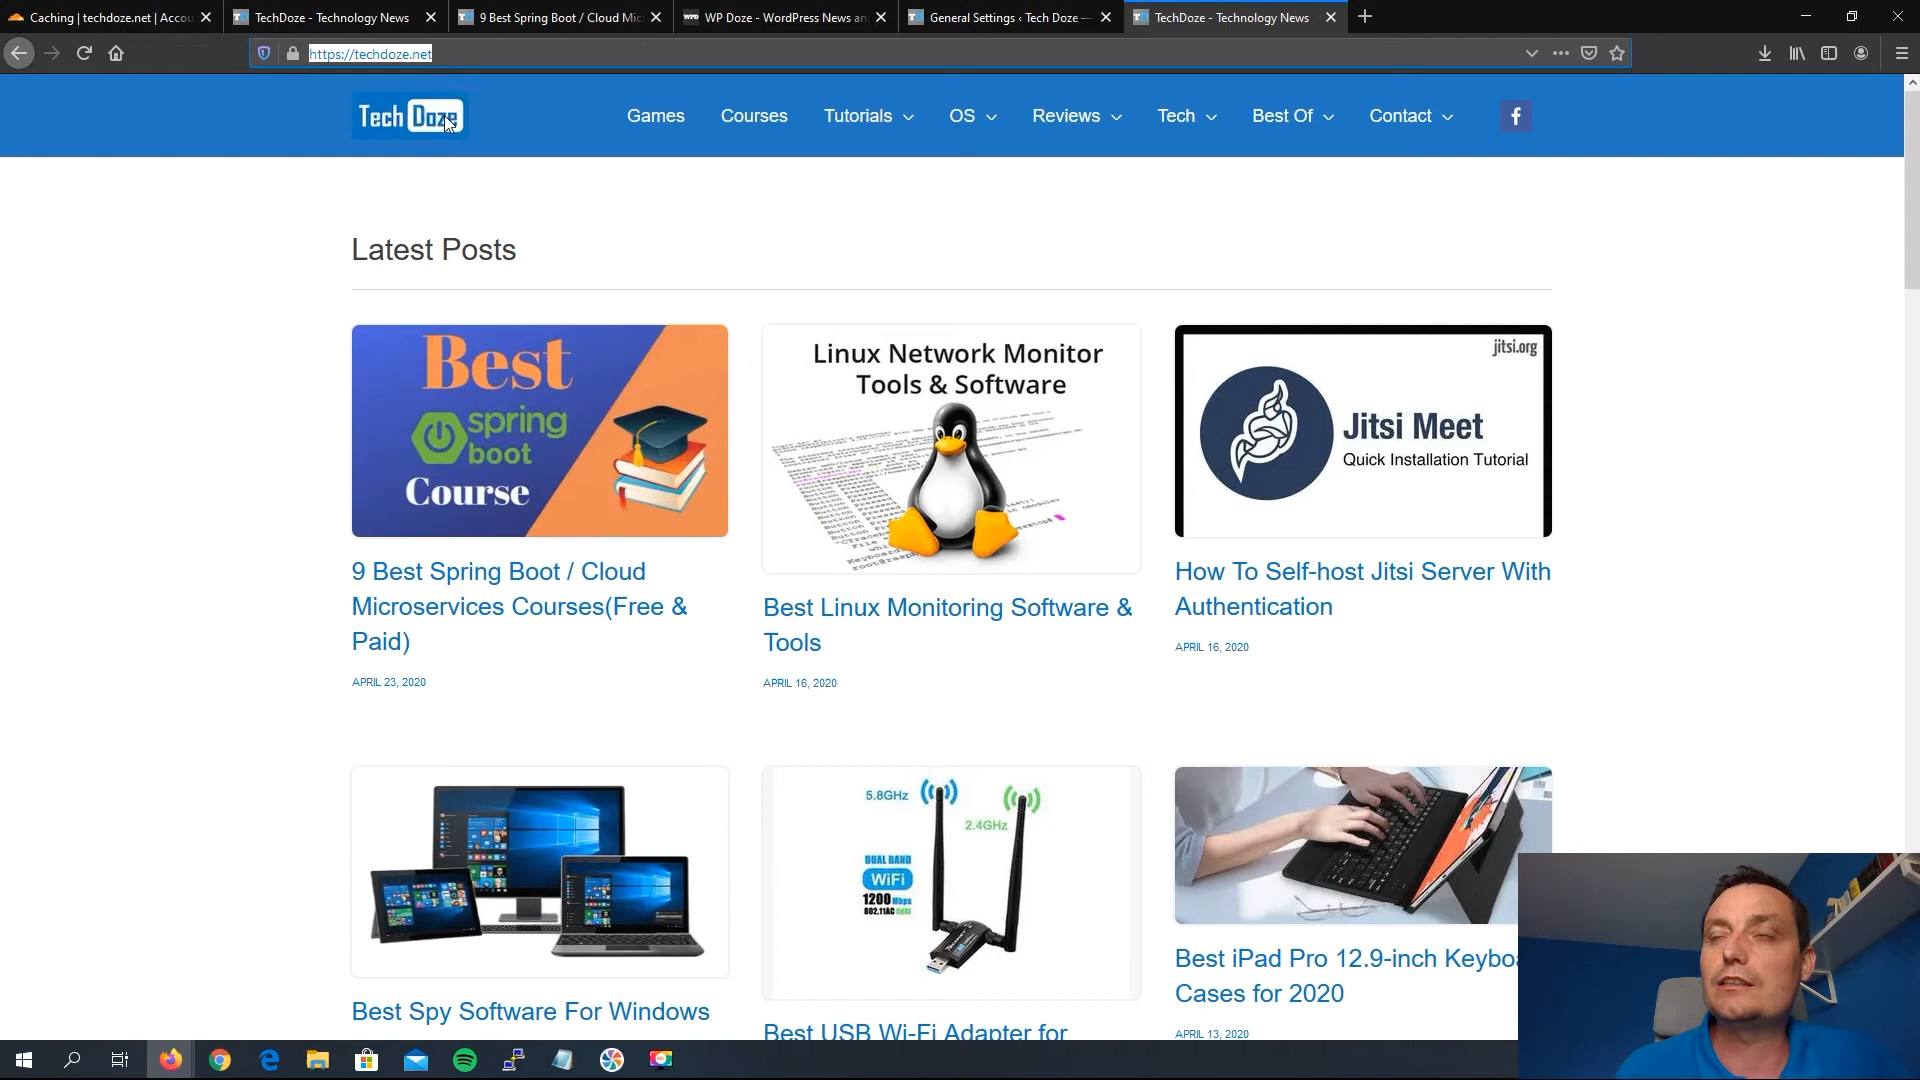 Caching | techdoze.net | Accou
TechDoze - Technology News
9 Best Spring Boot / Cloud Mic
WP Doze - WordPress News an
General Settings ‹ Tech Doze —
TechDoze - Technology News
https://techdoze.net
Tech Doze
Games
Courses
Tutorials
OS
Reviews
Tech
Best Of
Contact
Latest Posts
Best
spring
boot
Course
Linux Network Monitor
Tools & Software
jitsi.org
Jitsi Meet
Quick Installation Tutorial
9 Best Spring Boot / Cloud
Microservices Courses(Free &
Paid)
APRIL 23, 2020
Best Linux Monitoring Software &
Tools
APRIL 16, 2020
How To Self-host Jitsi Server With
Authentication
APRIL 16, 2020
5.8GHz
2.4GHz
DUAL BAND
WiFi
1200Mbps
802.11AC
Best Spy Software For Windows
Best USB Wi-Fi Adapter for
Best iPad Pro 12.9-inch Keybo
Cases for 2020
APRIL 13, 2020